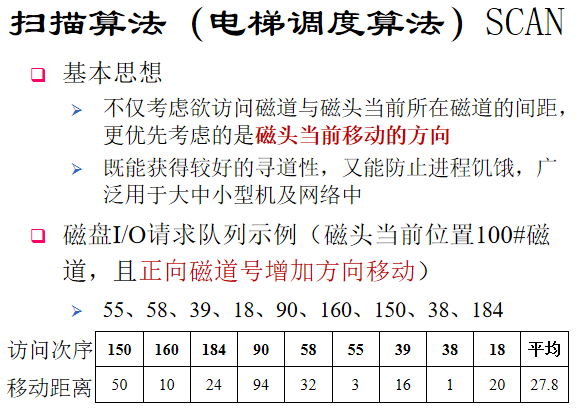 扫描算法（电梯调度算法）SCAN
基本思想
不仅考虑欲访问磁道与磁头当前所在磁道的间距，
更优先考虑的是磁头当前移动的方向
既能获得较好的寻道性，又能防止进程饥饿，广
泛用于大中小型机及网络中
磁盘I/O请求队列示例（磁头当前位置100#磁
道，且正向磁道号增加方向移动）
55、58、39、18、90、160、150、38、184
访问次序 150 160 184 90 58 55 39 38 18 平均
移动距离 50 10 24 94 32 3 16 1 20 27.8